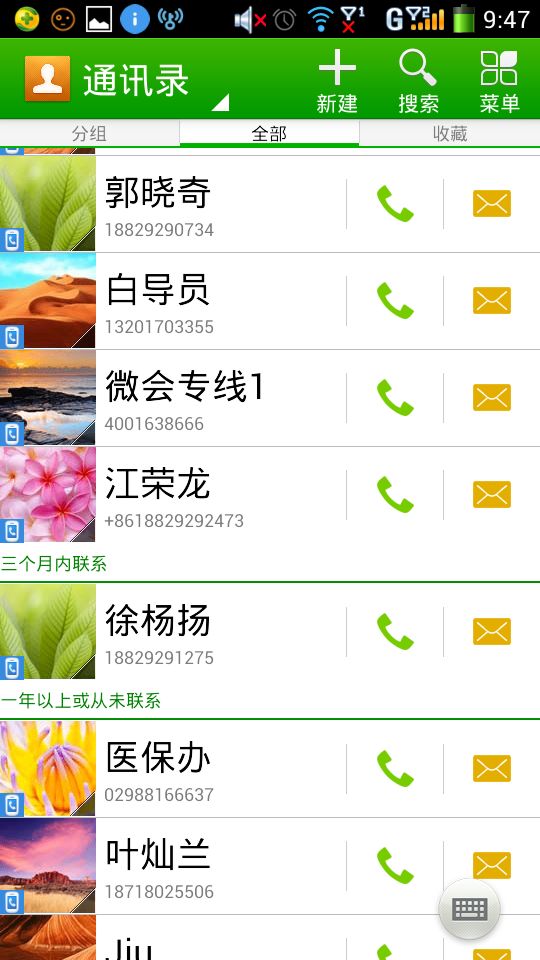 9:47
通讯录
新建
搜索
菜单
分组
全部
收藏
郭晓奇
18829290734
白导员
13201703355
微会专线1
4001638666
江荣龙
+8618829292473
三个月内联系
徐杨扬
18829291275
一年以上或从未联系
医保办
02988166637
叶灿兰
18718025506
Jiu